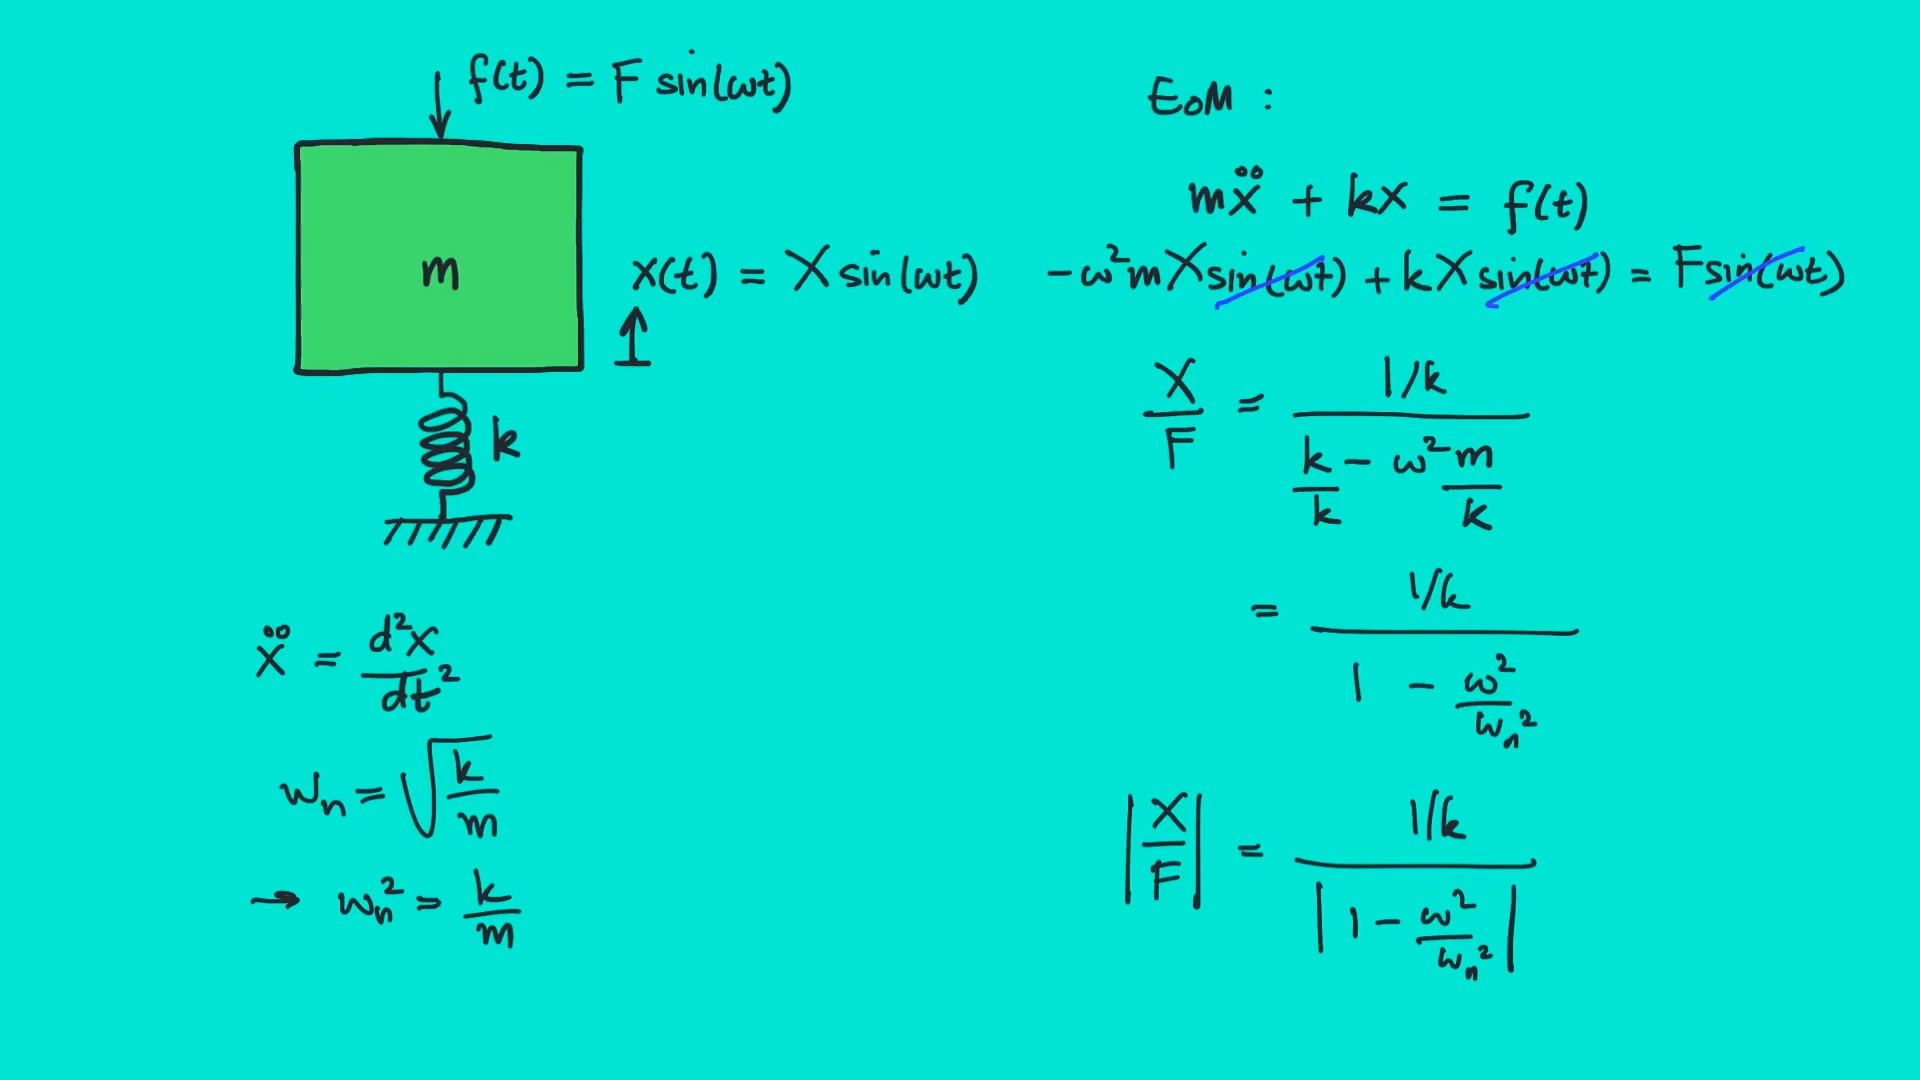 f(t) = F sin(ωt)
m
x(t) = X sin(ωt)
k
ẍ = d²x/dt²
ωn = √(k/m)
→ ωn² = k/m
EoM :
mẍ + kx = f(t)
-ω²mX sin(ωt) + kX sin(ωt) = F sin(ωt)
X/F = (1/k)/(k/k - ω² m/k)
= (1/k)/(1 - ω²/ωn²)
|X/F| = (1/k)/|1 - ω²/ωn²|